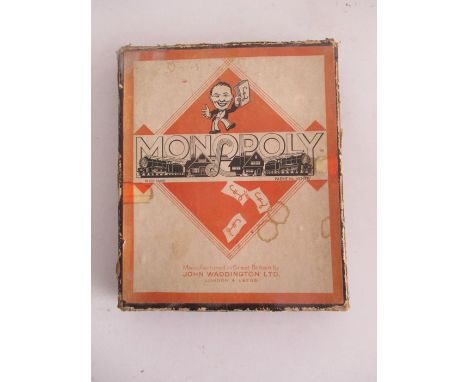 £
MONOPOLY
Manufactured in Great Britain by
JOHN WADDINGTON LTD.
LONDON & LEEDS